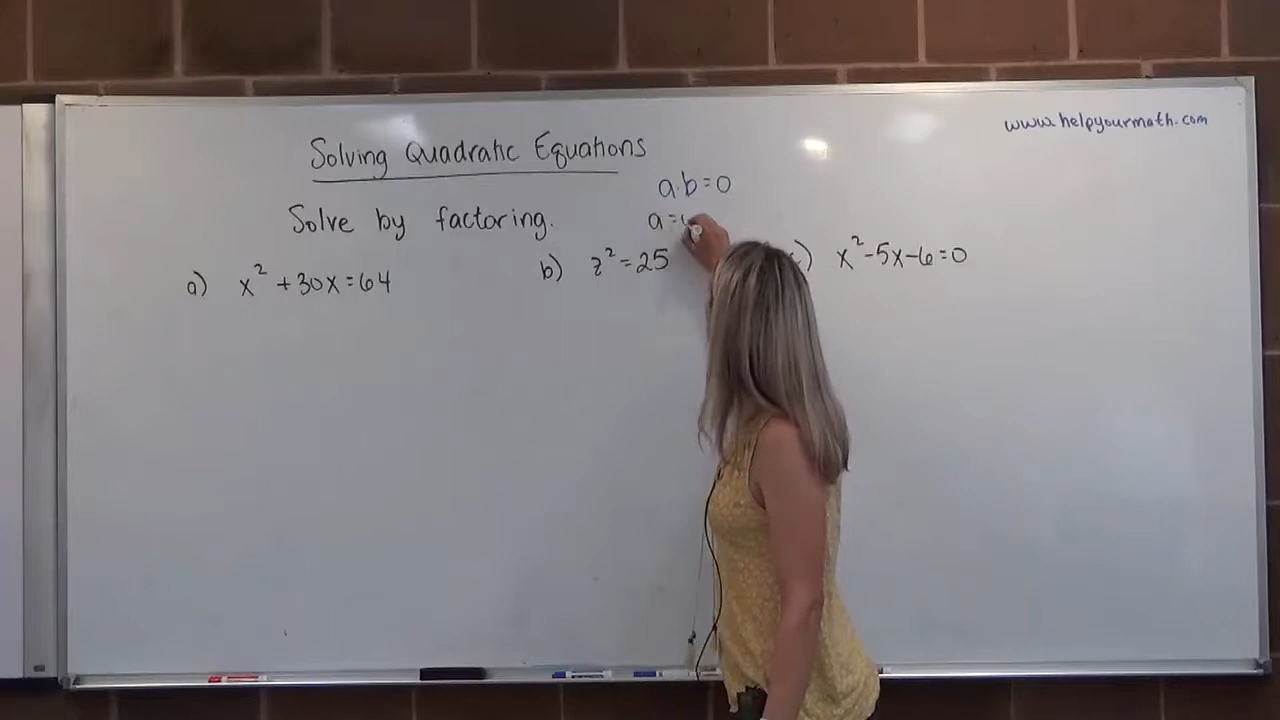 www.helpyourmath.com
Solving Quadratic Equations
a·b=0
Solve by factoring.
a=
a) x²+30x=64
b) z²=25
x²-5x-6=0